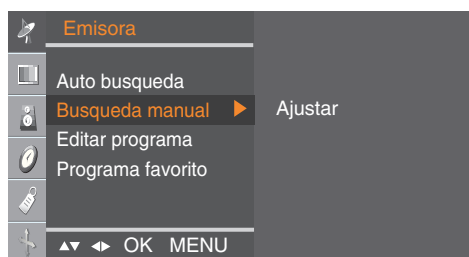 Emisora
Auto busqueda
Busqueda manual
Ajustar
Editar programa
Programa favorito
OK MENU